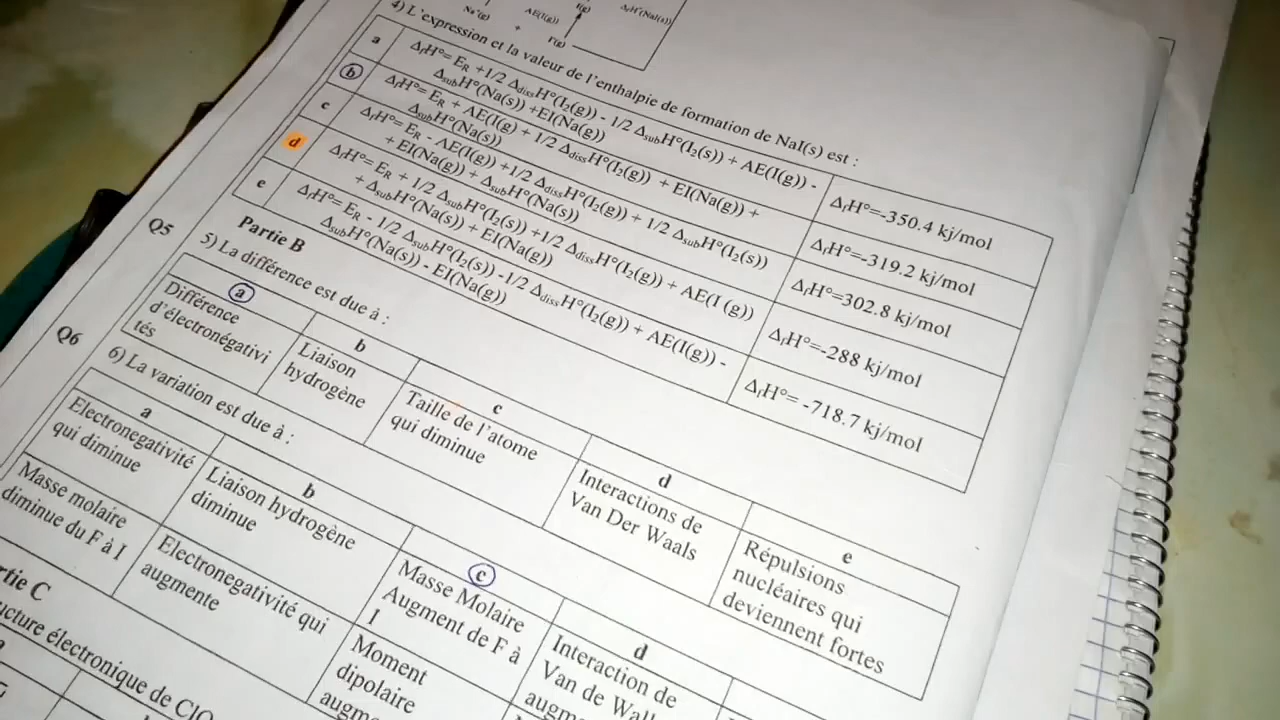 Na⁺(g)
AE(I(g))
I(g)
ΔfH°(NaI(s))
+
I⁻(g)
4) L'expression et la valeur de l'enthalpie de formation de NaI(s) est :
a
ΔfH°= ER +1/2 ΔdissH°(I2(g)) - 1/2 ΔsubH°(I2(s)) + AE(I(g)) -
ΔsubH°(Na(s)) +EI(Na(g))
ΔfH°=-350.4 kj/mol
b
ΔfH°= ER + AE(I(g) + 1/2 ΔdissH°(I2(g)) + EI(Na(g) +
ΔsubH°(Na(s))
ΔfH°=-319.2 kj/mol
c
ΔfH°= ER - AE(I(g)) +1/2 ΔdissH°(I2(g)) + 1/2 ΔsubH°(I2(s))
+ EI(Na(g)) + ΔsubH°(Na(s))
ΔfH°=302.8 kj/mol
d
ΔfH°= ER + 1/2 ΔsubH°(I2(s)) +1/2 ΔdissH°(I2(g)) + AE(I (g))
+ ΔsubH°(Na(s)) + EI(Na(g))
ΔfH°=-288 kj/mol
e
ΔfH°= ER - 1/2 ΔsubH°(I2(s)) -1/2 ΔdissH°(I2(g)) + AE(I(g)) -
ΔsubH°(Na(s)) - EI(Na(g))
ΔfH°= -718.7 kj/mol
Partie B
Q5
5) La différence est due à :
a
b
c
d
e
Différence
d'électronégativi
tés
Liaison
hydrogène
Taille de l'atome
qui diminue
Interactions de
Van Der Waals
Répulsions
nucléaires qui
deviennent fortes
Q6
6) La variation est due à :
a
b
c
d
Electronegativité
qui diminue
Liaison hydrogène
diminue
Masse Molaire
Augment de F à
I
Interaction de
Van de
Masse molaire
diminue du F à I
Electronegativité qui
augmente
Moment
dipolaire
C
électronique de